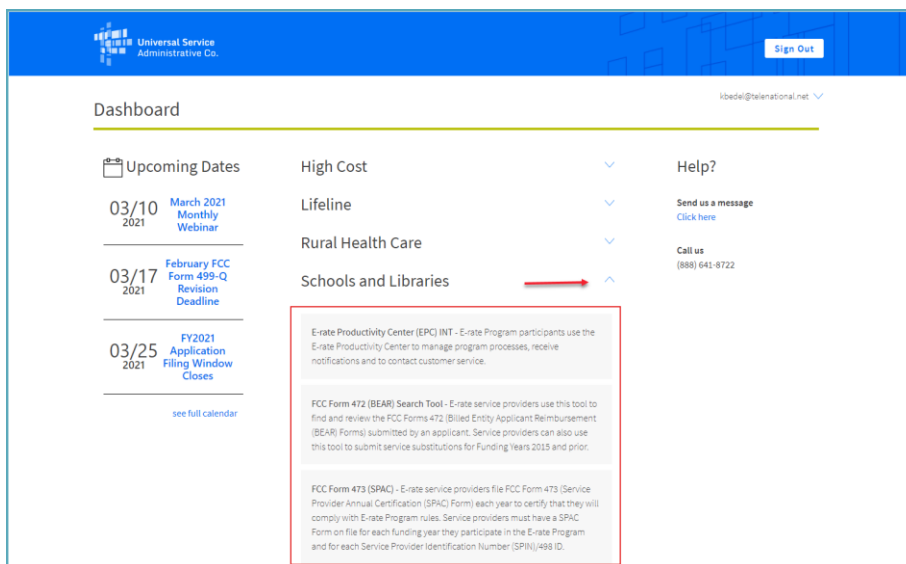 Universal Service
Administrative Co.
Sign Out
kbedel@telenational.net
Dashboard
Upcoming Dates
03/10
2021
March 2021
Monthly
Webinar
03/17
2021
February FCC
Form 499-Q
Revision
Deadline
03/25
2021
FY2021
Application
Filing Window
Closes
see full calendar
High Cost
Lifeline
Rural Health Care
Schools and Libraries
E-rate Productivity Center (EPC) INT - E-rate Program participants use the
E-rate Productivity Center to manage program processes, receive
notifications and to contact customer service.
FCC Form 472 (BEAR) Search Tool - E-rate service providers use this tool to
find and review the FCC Forms 472 (Billed Entity Applicant Reimbursement
(BEAR) Forms) submitted by an applicant. Service providers can also use
this tool to submit service substitutions for Funding Years 2015 and prior.
FCC Form 473 (SPAC) - E-rate service providers file FCC Form 473 (Service
Provider Annual Certification (SPAC) Form) each year to certify that they will
comply with E-rate Program rules. Service providers must have a SPAC
Form on file for each funding year they participate in the E-rate Program
and for each Service Provider Identification Number (SPIN)/498 ID.
Help?
Send us a message
Click here
Call us
(888) 641-8722